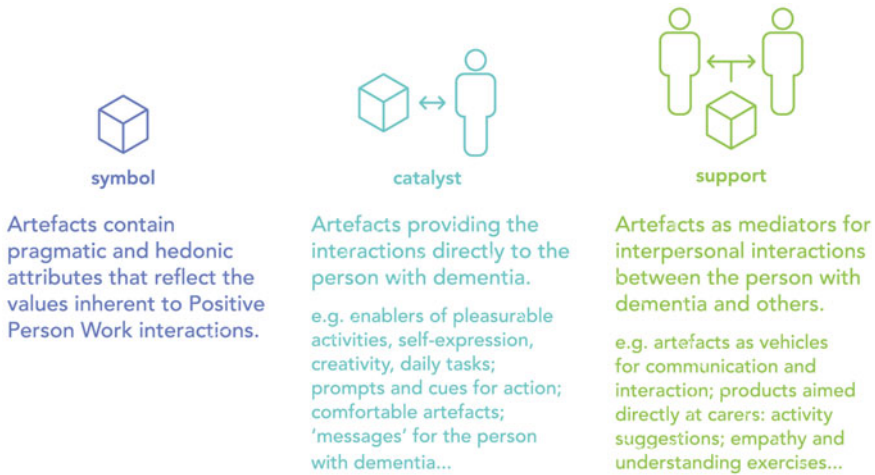 symbol
Artefacts contain
pragmatic and hedonic
attributes that reflect the
values inherent to Positive
Person Work interactions.
catalyst
Artefacts providing the
interactions directly to the
person with dementia.
e.g. enablers of pleasurable
activities, self-expression,
creativity, daily tasks;
prompts and cues for action;
comfortable artefacts;
'messages' for the person
with dementia...
support
Artefacts as mediators for
interpersonal interactions
between the person with
dementia and others.
e.g. artefacts as vehicles
for communication and
interaction; products aimed
directly at carers: activity
suggestions; empathy and
understanding exercises...